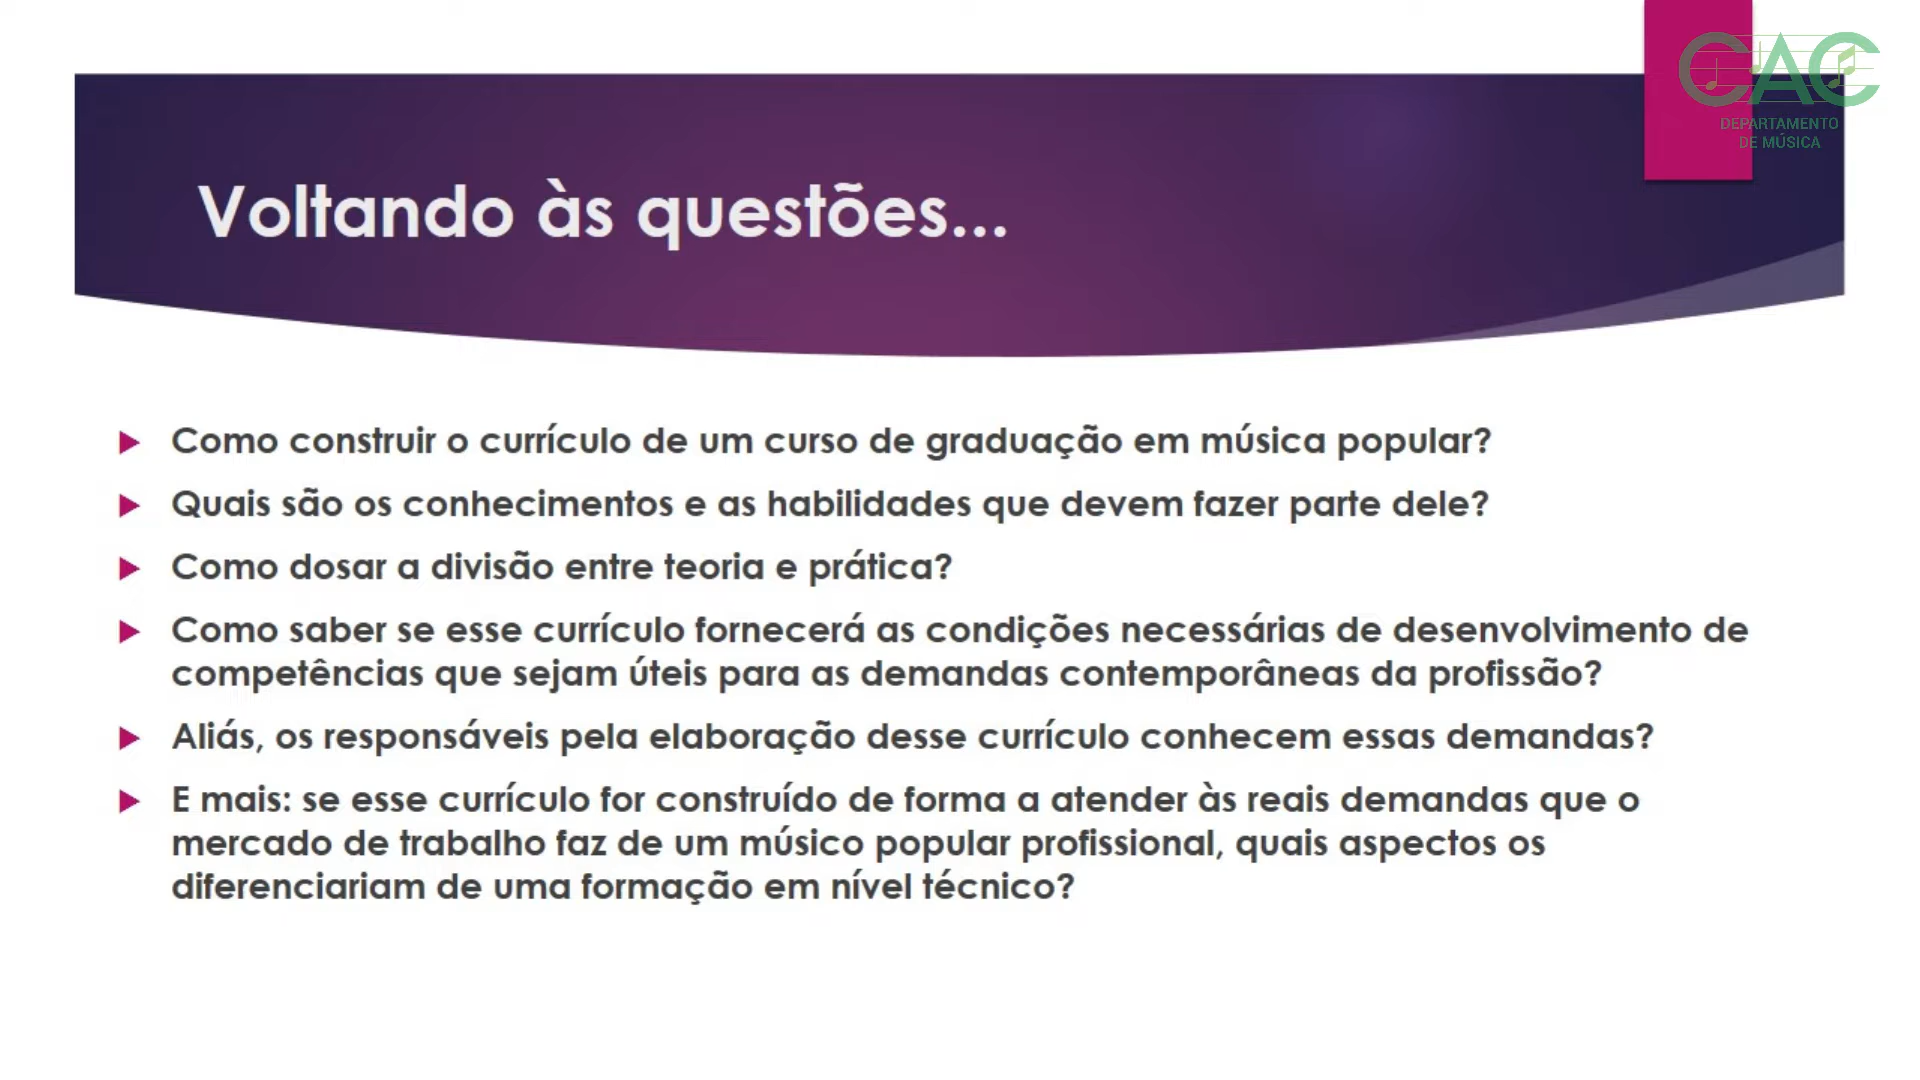 CAC
DEPARTAMENTO
DE MÚSICA
Voltando às questões...
Como construir o currículo de um curso de graduação em música popular?
Quais são os conhecimentos e as habilidades que devem fazer parte dele?
Como dosar a divisão entre teoria e prática?
Como saber se esse currículo fornecerá as condições necessárias de desenvolvimento de
competências que sejam úteis para as demandas contemporâneas da profissão?
Aliás, os responsáveis pela elaboração desse currículo conhecem essas demandas?
E mais: se esse currículo for construído de forma a atender às reais demandas que o
mercado de trabalho faz de um músico popular profissional, quais aspectos os
diferenciariam de uma formação em nível técnico?